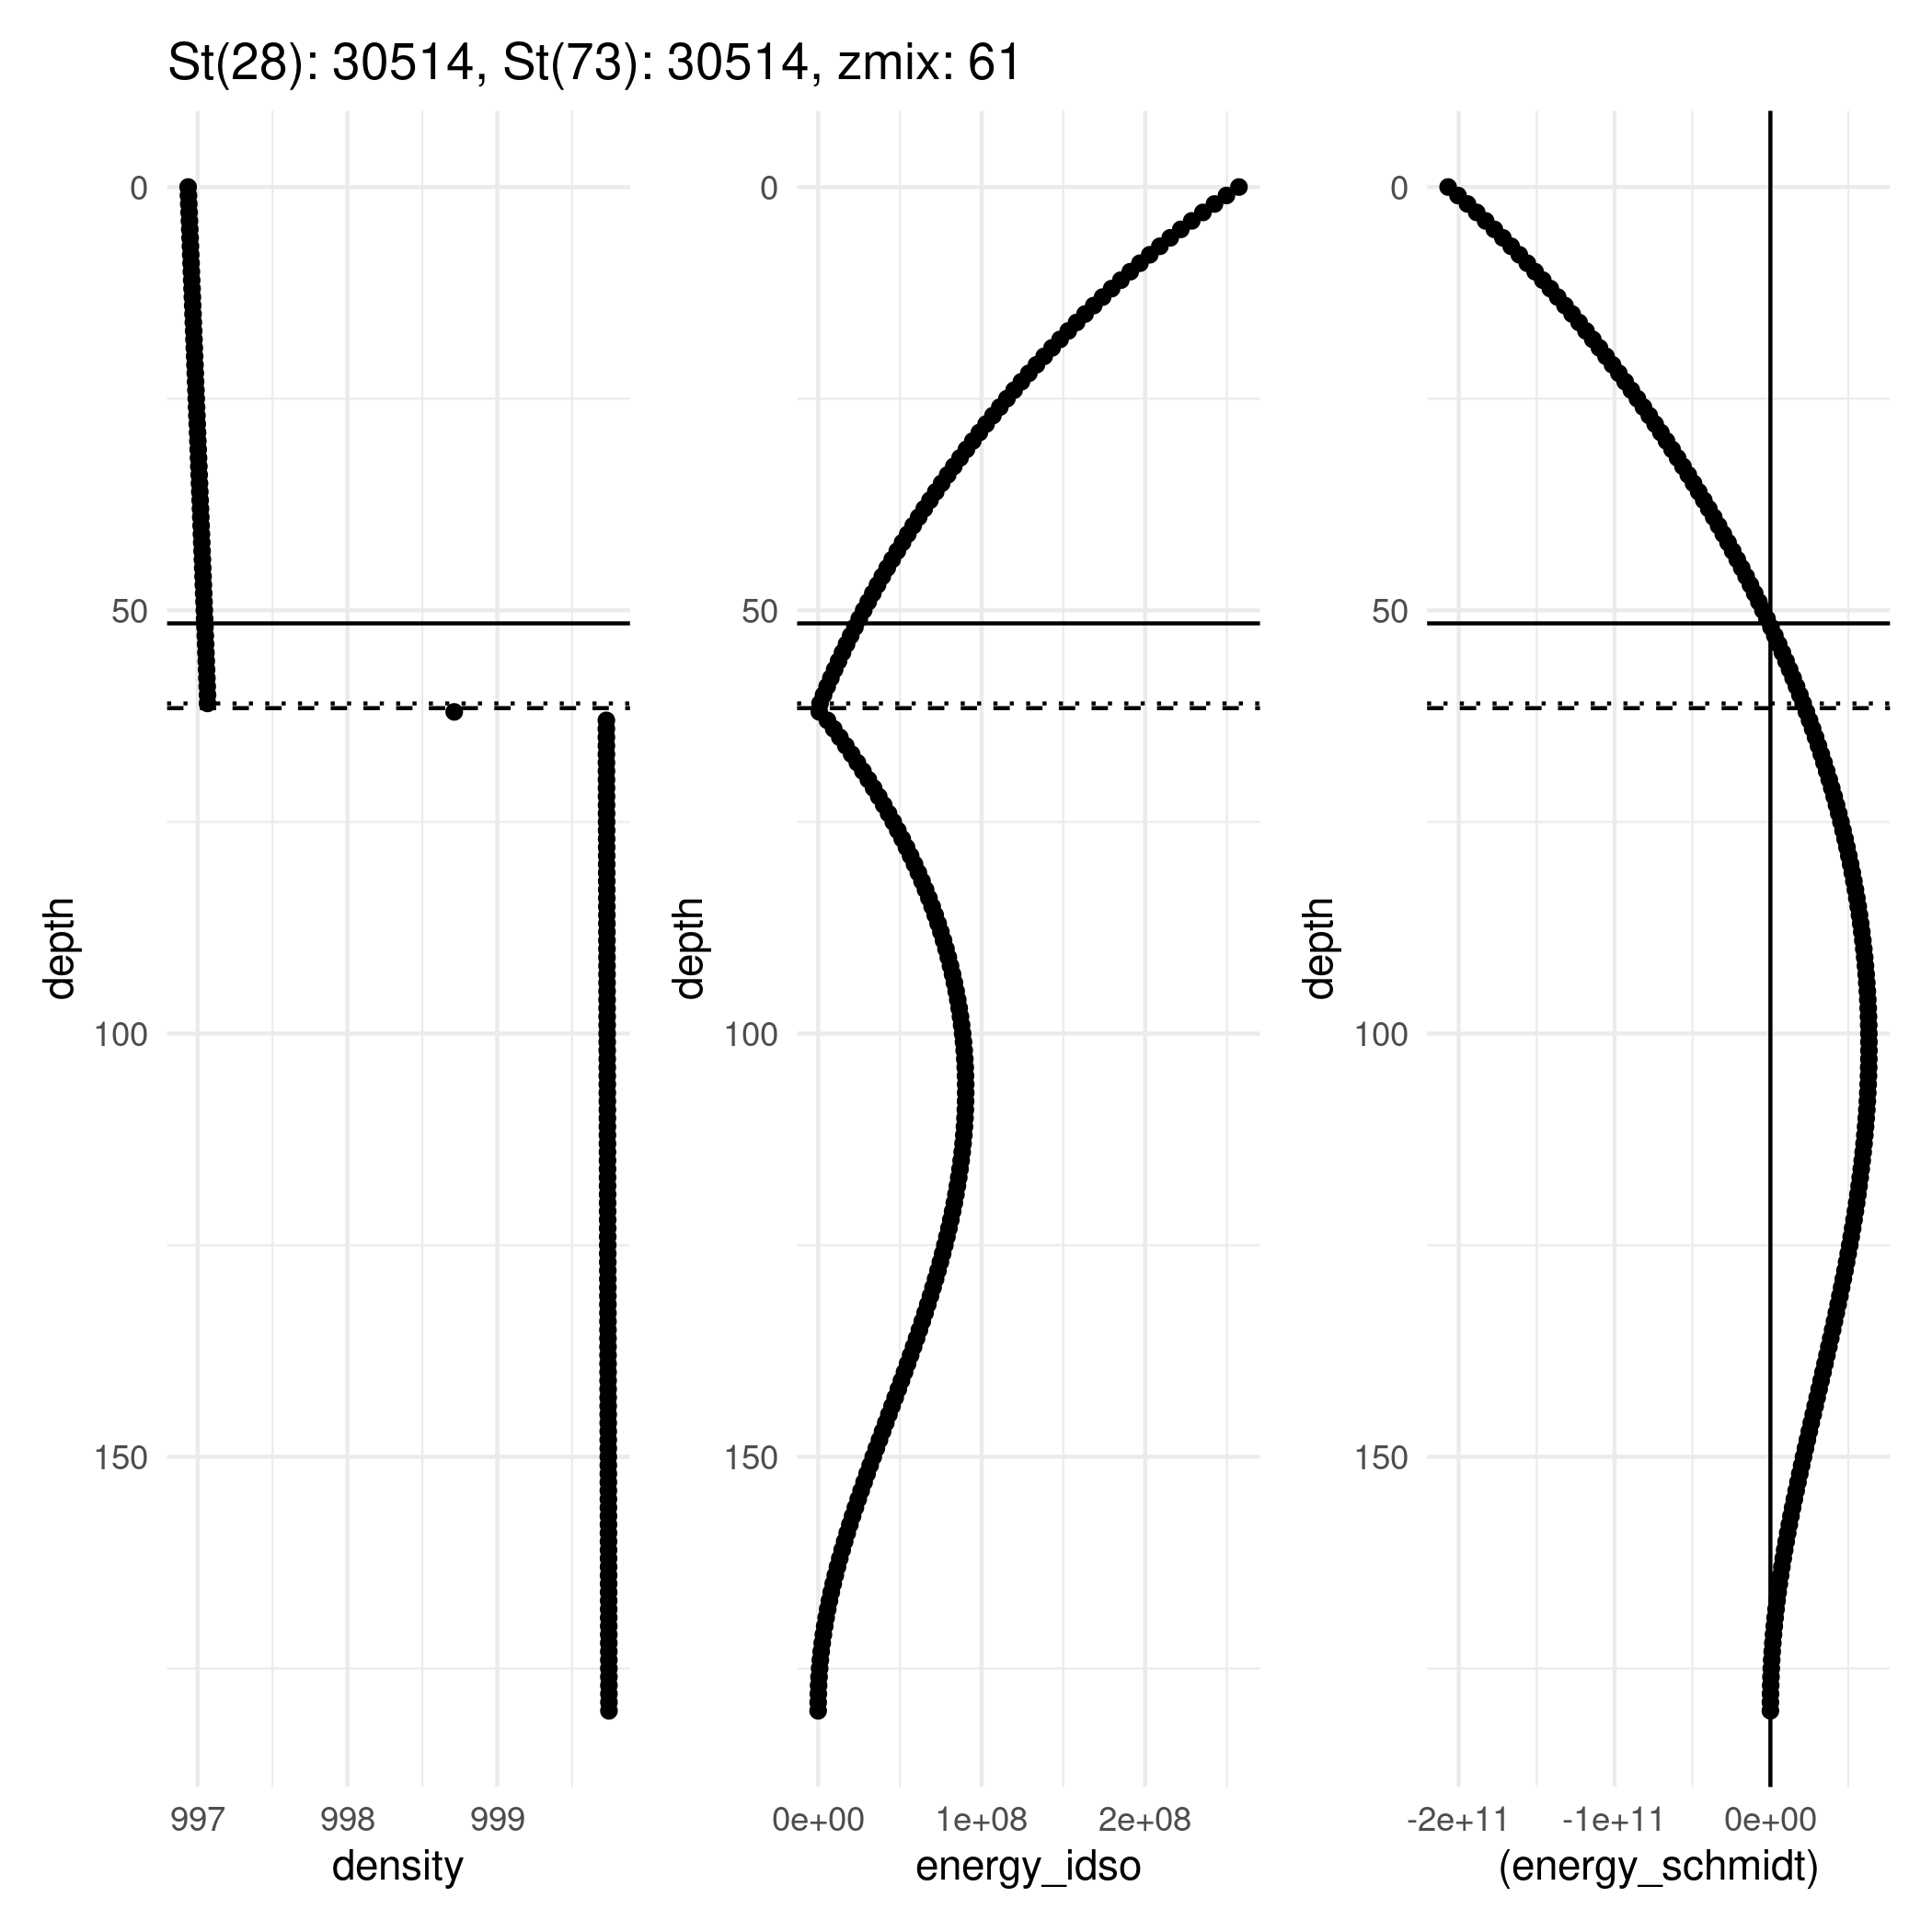 St(28): 30514, St(73): 30514, zmix: 61
0
50
100
150
depth
997 998 999
density
0
50
100
150
depth
0e+00 1e+08 2e+08
energy_idso
0
50
100
150
depth
-2e+11 -1e+11 0e+00
(energy_schmidt)